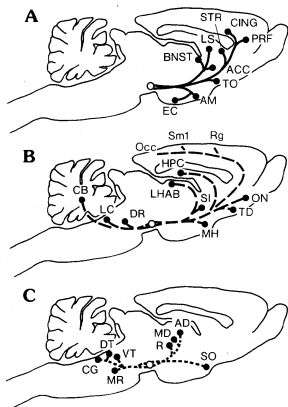 A
STR
CING
LS
PRF
BNST
ACC
TO
AM
EC
B
Sm1
Rg
Occ
HPC
CB
LHAB
SI
ON
LC
DR
TD
MH
C
AD
MD
DT
VT
R
SO
CG
MR